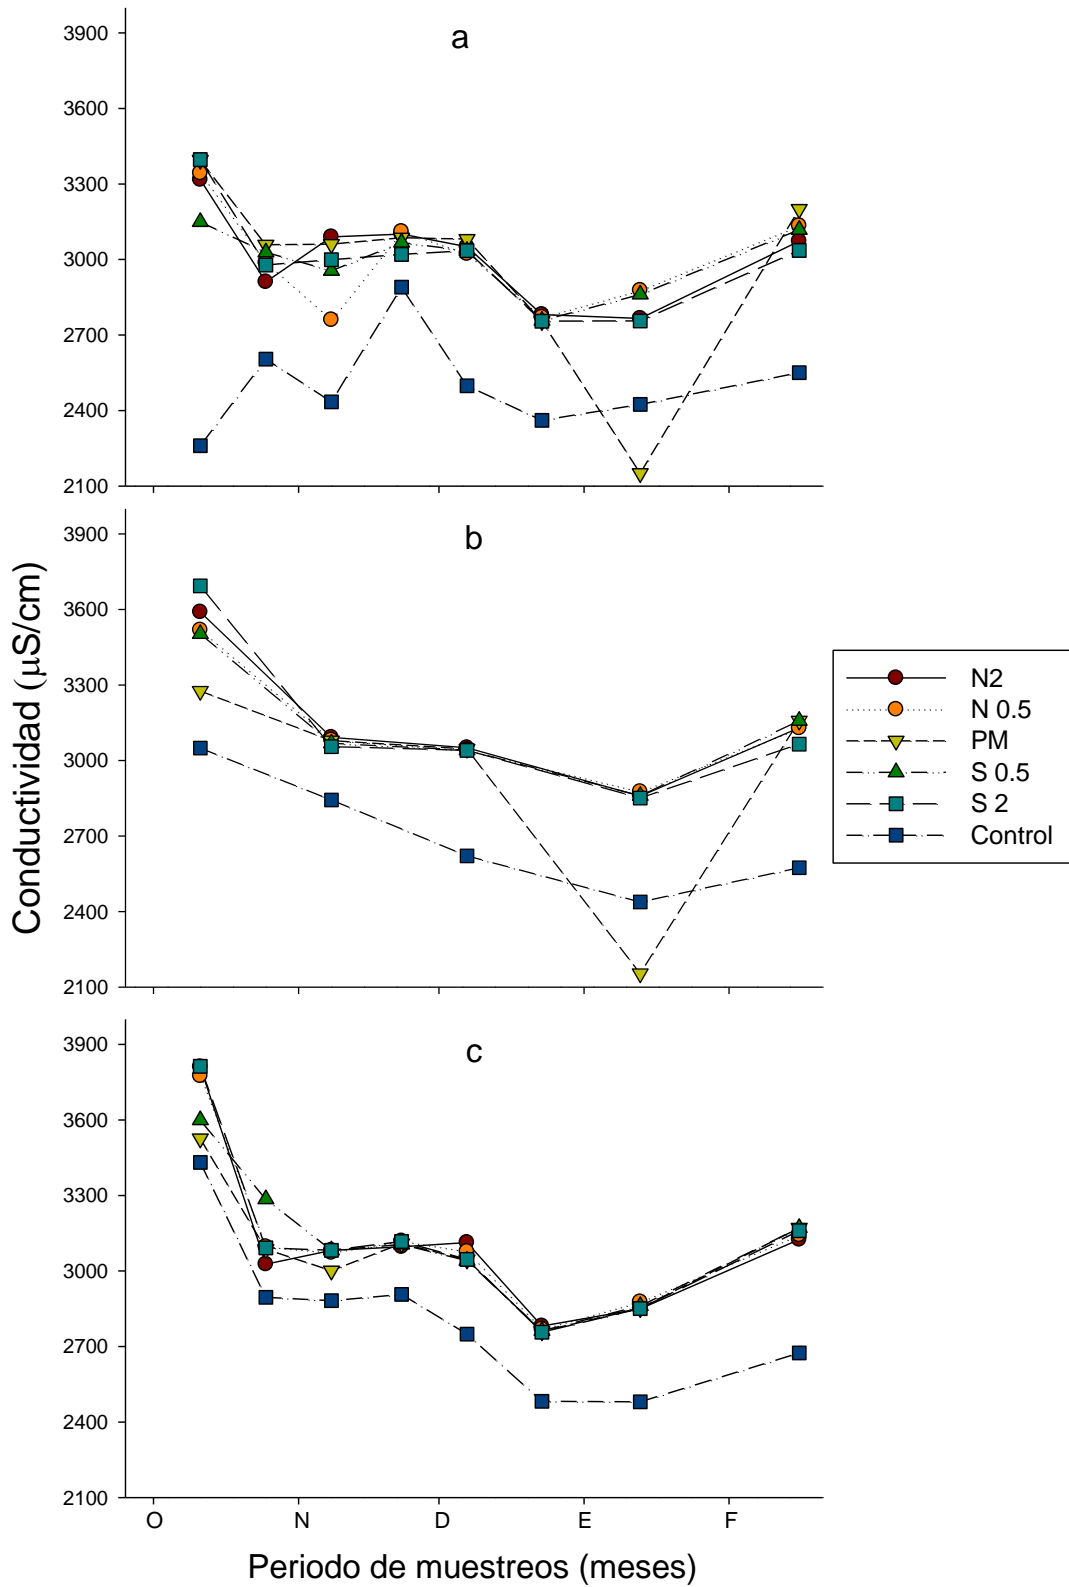 a
3900
3600
3300
3000
2700
2400
2100
b
3900
3600
3300
3000
2700
2400
2100
Conductividad (μS/cm)
N2
N 0.5
PM
S 0.5
S 2
Control
c
3900
3600
3300
3000
2700
2400
2100
O N D E F
Periodo de muestreos (meses)